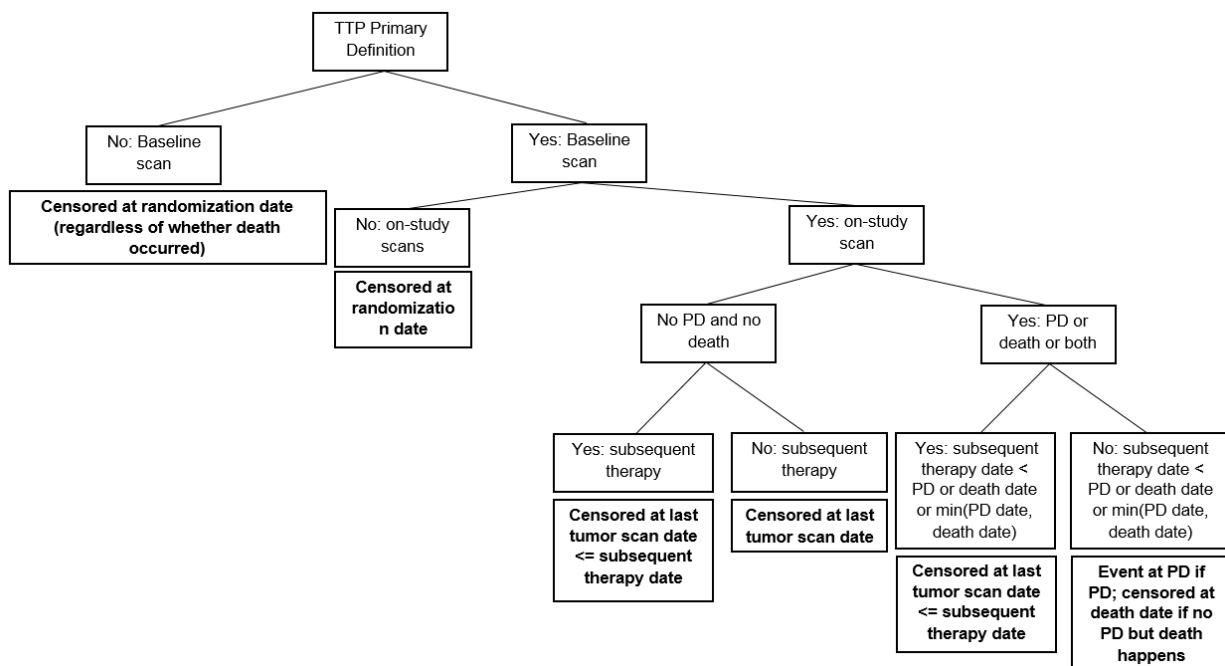 TTP Primary
Definition
No: Baseline
scan
Yes: Baseline
scan
Censored at randomization date
(regardless of whether death
occurred)
No: on-study
scans
Yes: on-study
scan
Censored at
randomizatio
n date
No PD and no
death
Yes: PD or
death or both
Yes: subsequent
therapy
No: subsequent
therapy
Yes: subsequent
therapy date <
PD or death date
or min(PD date,
death date)
No: subsequent
therapy date <
PD or death date
or min(PD date,
death date)
Censored at last
tumor scan date
<= subsequent
therapy date
Censored at last
tumor scan date
Censored at last
tumor scan date
<= subsequent
therapy date
Event at PD if
PD; censored at
death date if no
PD but death
happens